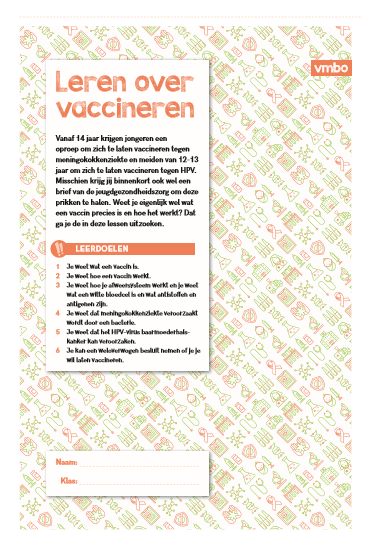 vmbo
Leren over
vaccineren
Vanaf 14 jaar krijgen jongeren een
oproep om zich te laten vaccineren tegen
meningokokkenziekte en meiden van 12-13
jaar om zich te laten vaccineren tegen HPV.
Misschien krijg jij binnenkort ook wel een
brief van de jeugdgezondheidszorg om deze
prikken te halen. Weet je eigenlijk wel wat
een vaccin precies is en hoe het werkt? Dat
ga je de in deze lessen uitzoeken.
LEERDOELEN
1 Je weet wat een vaccin is.
2 Je weet hoe een vaccin werkt.
3 Je weet hoe je afweersysteem werkt en je weet
wat een witte bloedcel is en wat antistoffen en
antigenen zijn.
4 Je weet dat meningokokkenziekte veroorzaakt
wordt door een bacterie.
5 Je weet dat het HPV-virus baarmoederhals-
kanker kan veroorzaken.
6 Je kan een weloverwogen besluit nemen of je je
wil laten vaccineren.
Naam:
Klas: